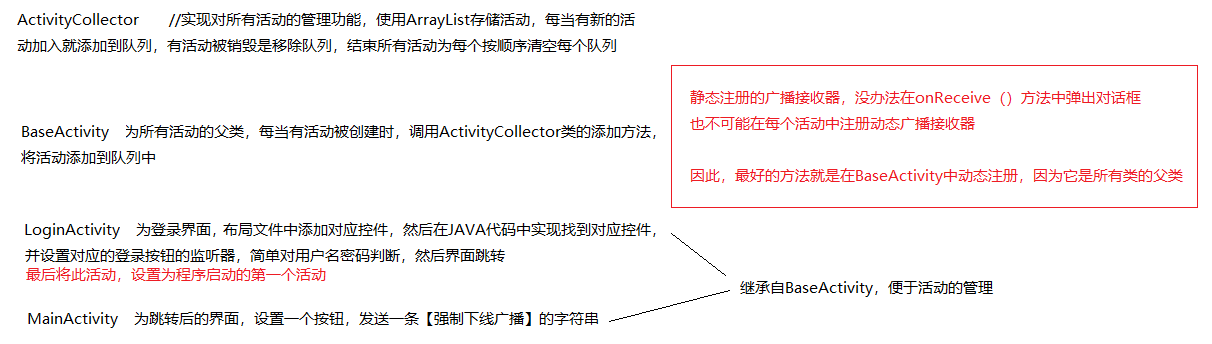 ActivityCollector //实现对所有活动的管理功能，使用ArrayList存储活动，每当有新的活
动加入就添加到队列，有活动被销毁是移除队列，结束所有活动为每个按顺序清空每个队列
静态注册的广播接收器，没办法在onReceive（）方法中弹出对话框
也不可能在每个活动中注册动态广播接收器
因此，最好的方法就是在BaseActivity中动态注册，因为它是所有类的父类
BaseActivity 为所有活动的父类，每当有活动被创建时，调用ActivityCollector类的添加方法，
将活动添加到队列中
LoginActivity 为登录界面，布局文件中添加对应控件，然后在JAVA代码中实现找到对应控件，
并设置对应的登录按钮的监听器，简单对用户名密码判断，然后界面跳转
最后将此活动，设置为程序启动的第一个活动
继承自BaseActivity，便于活动的管理
MainActivity 为跳转后的界面，设置一个按钮，发送一条【强制下线广播】的字符串